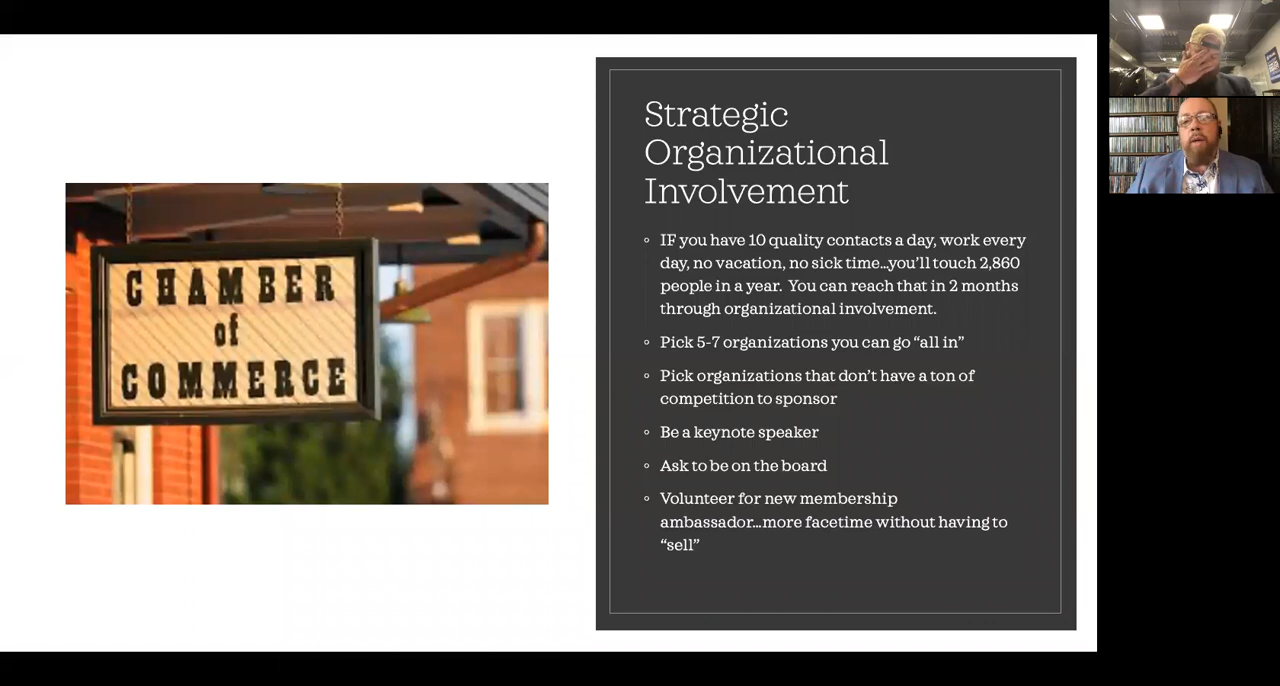 CHAMBER
of
COMMERCE
Strategic
Organizational
Involvement
IF you have 10 quality contacts a day, work every
day, no vacation, no sick time...you’ll touch 2,860
people in a year.  You can reach that in 2 months
through organizational involvement.
Pick 5-7 organizations you can go “all in”
Pick organizations that don’t have a ton of
competition to sponsor
Be a keynote speaker
Ask to be on the board
Volunteer for new membership
ambassador...more facetime without having to
“sell”